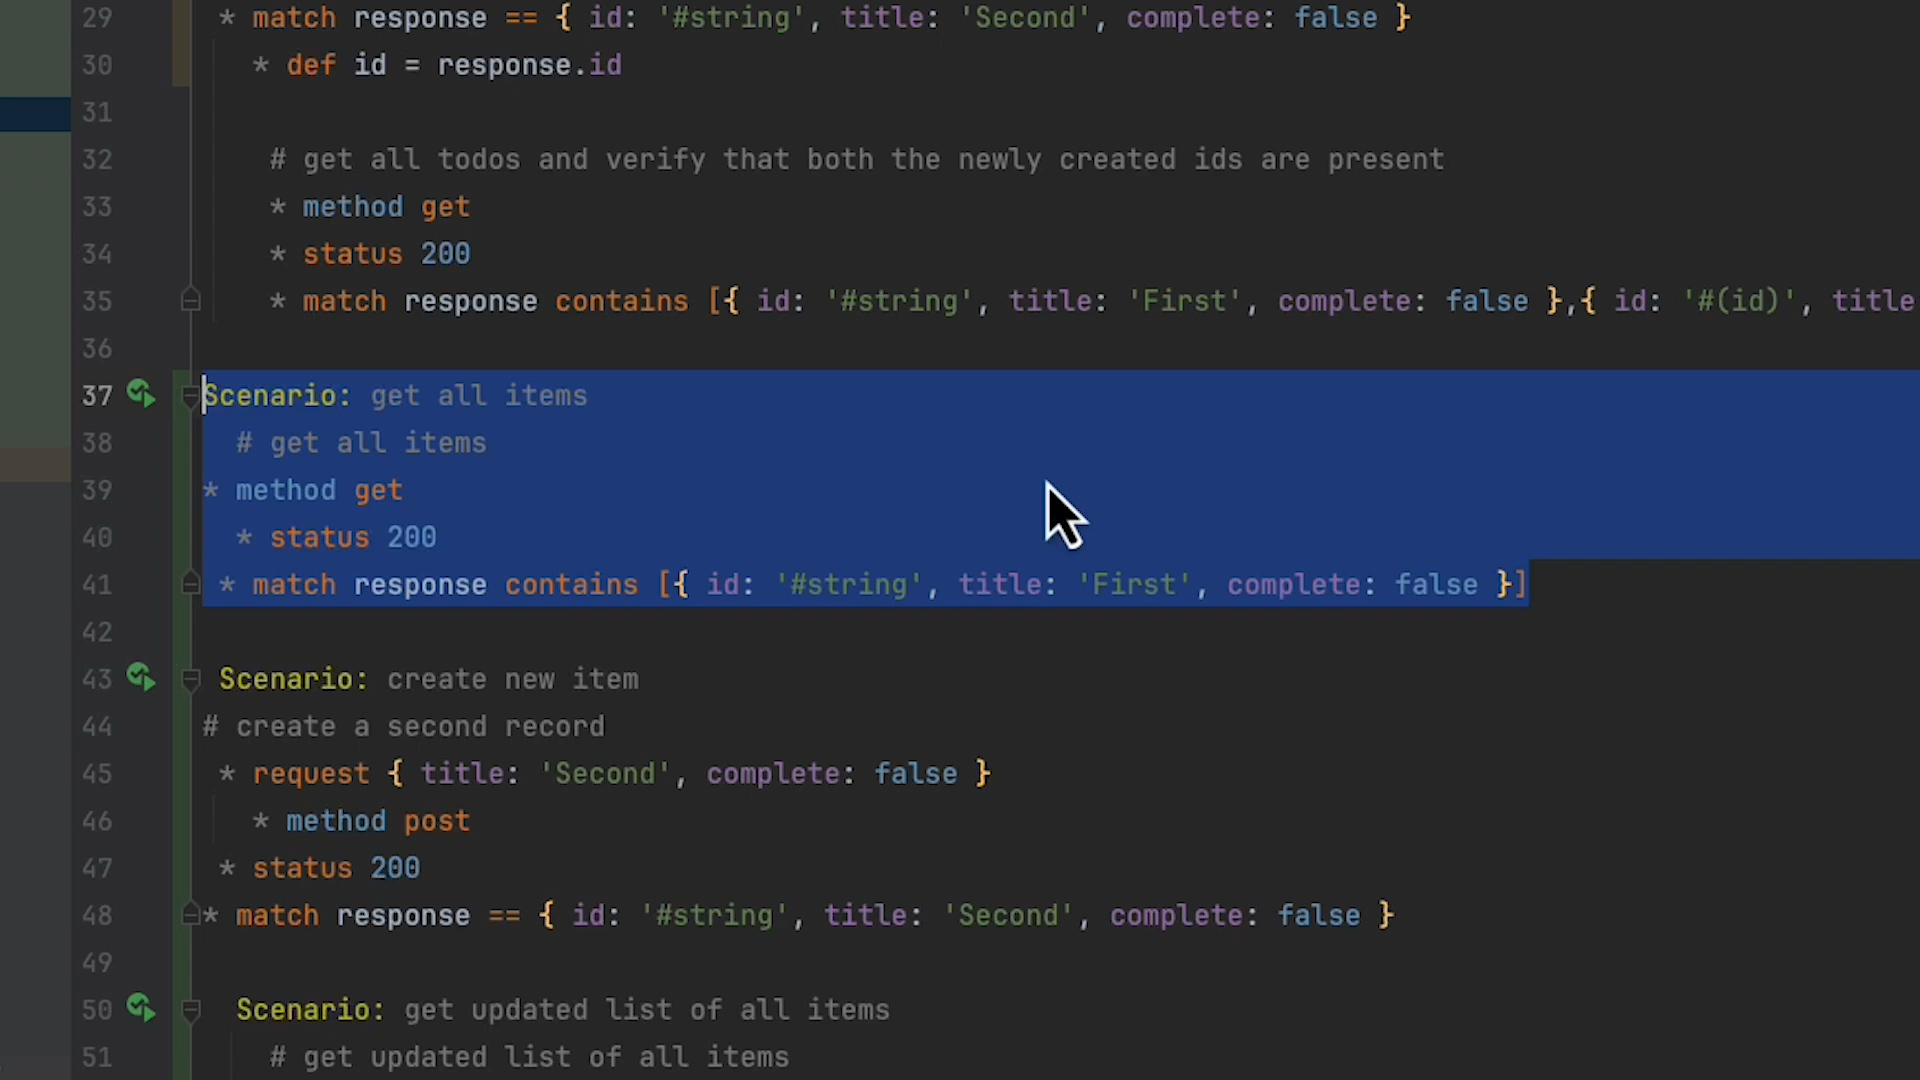 29 * match response == { id: '#string', title: 'Second', complete: false }
30 * def id = response.id
31
32 # get all todos and verify that both the newly created ids are present
33 * method get
34 * status 200
35 * match response contains [{ id: '#string', title: 'First', complete: false },{ id: '#(id)', title
36
37 Scenario: get all items
38 # get all items
39 * method get
40 * status 200
41 * match response contains [{ id: '#string', title: 'First', complete: false }]
42
43 Scenario: create new item
44 # create a second record
45 * request { title: 'Second', complete: false }
46 * method post
47 * status 200
48 * match response == { id: '#string', title: 'Second', complete: false }
49
50 Scenario: get updated list of all items
51 # get updated list of all items